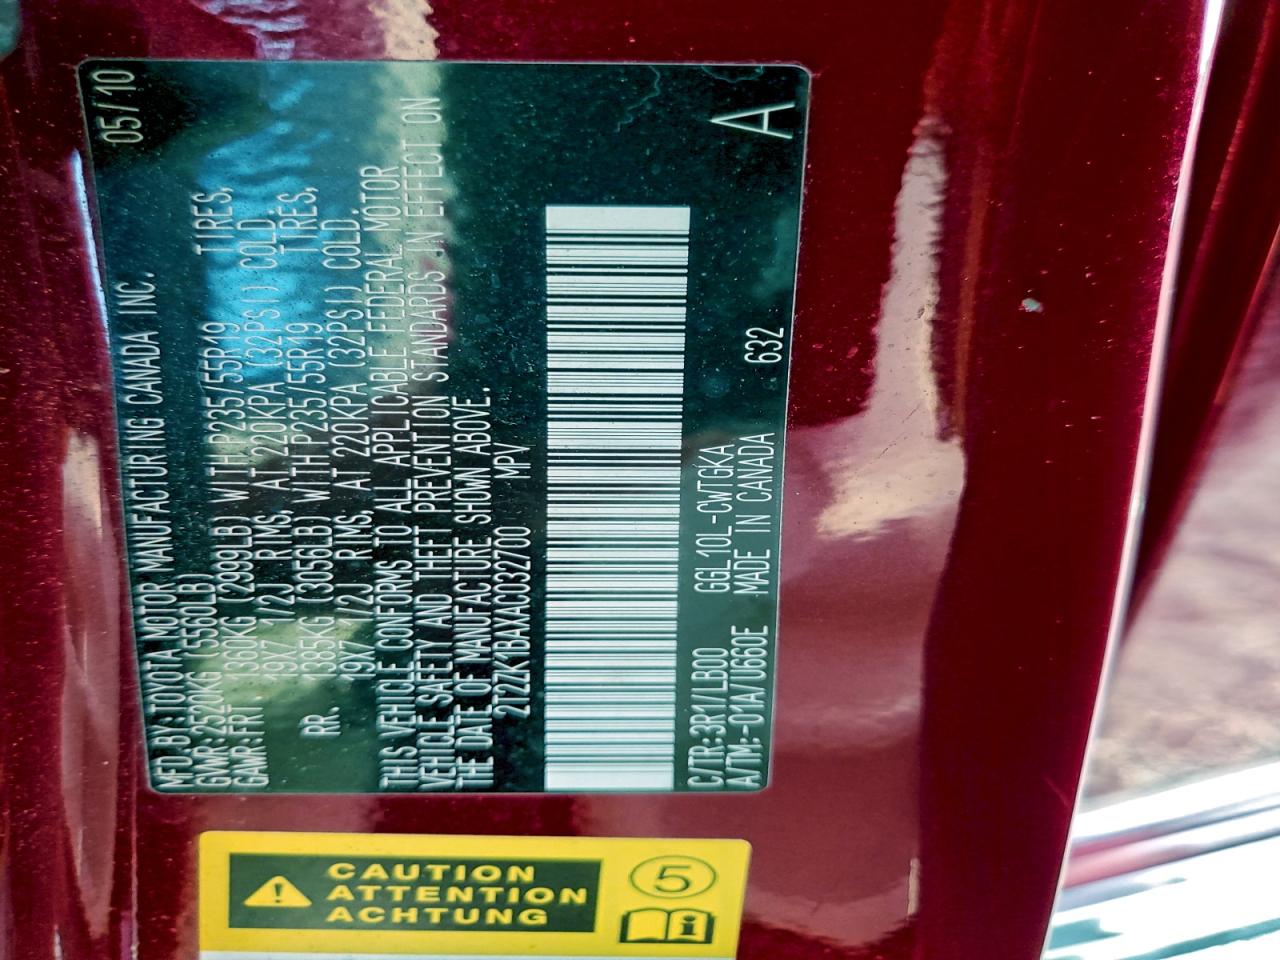 MFD.BY:TOYOTA MOTOR MANUFACTURING CANADA INC. 05/10
GVWR:2520KG (5560LB)
GAWR FRT 1360KG (2999LB) WITH P235/55R19 TIRES,
19X7 1/2J RIMS, AT 220KPA (32PSI) COLD.
RR. 1385KG (3056LB) WITH P235/55R19 TIRES,
19X7 1/2J RIMS, AT 220KPA (32PSI) COLD.
THIS VEHICLE CONFORMS TO ALL APPLICABLE FEDERAL MOTOR
VEHICLE SAFETY AND THEFT PREVENTION STANDARDS IN EFFECT ON
THE DATE OF MANUFACTURE SHOWN ABOVE.
2T2ZK1BAXAC032700 MPV
C/TR:3R1/LB00 GGL10L-CWTGKA
A/TM:-01A/U660E MADE IN CANADA 632
A
CAUTION
ATTENTION
ACHTUNG
5